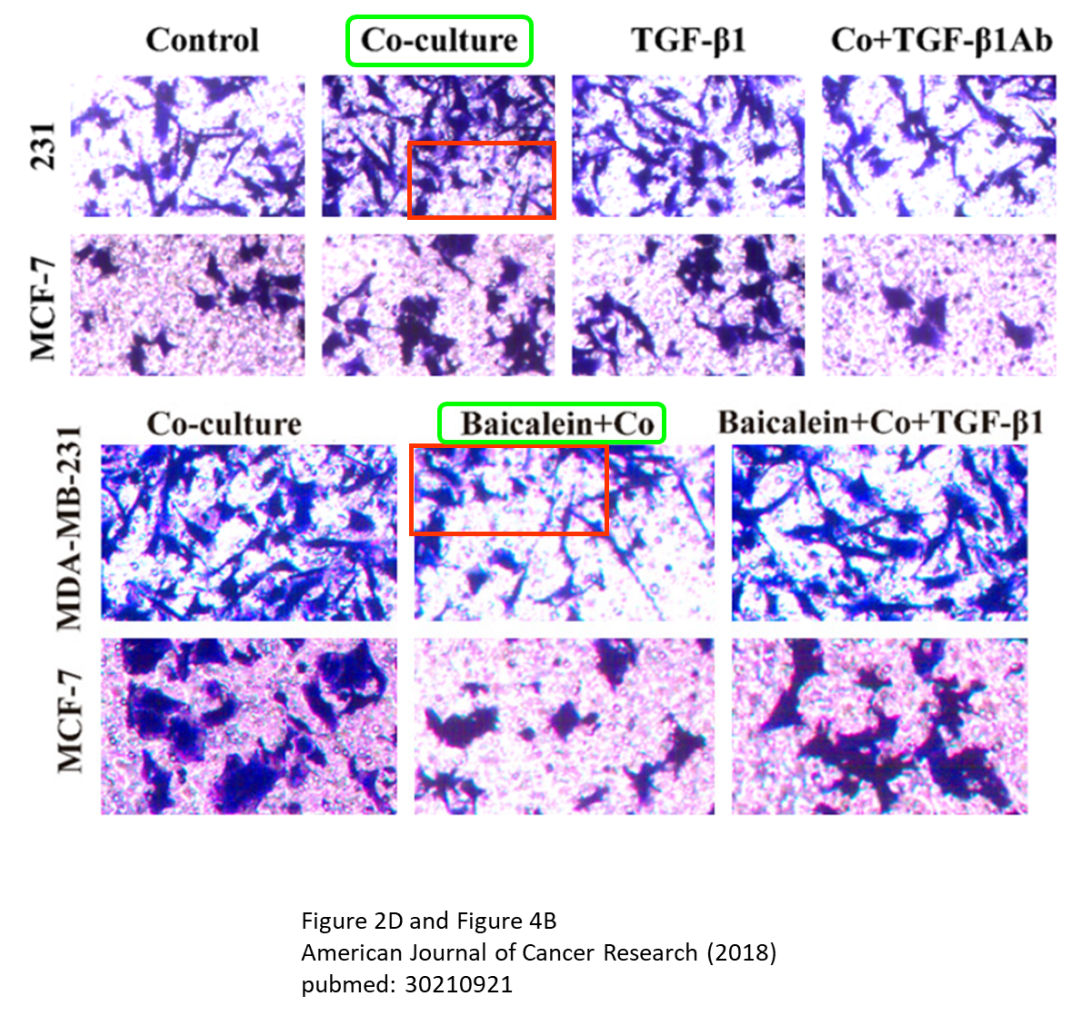 Control Co-culture TGF-β1 Co+TGF-β1Ab
231
MCF-7
Co-culture Baicalein+Co Baicalein+Co+TGF-β1
MDA-MB-231
MCF-7
Figure 2D and Figure 4B
American Journal of Cancer Research (2018)
pubmed: 30210921